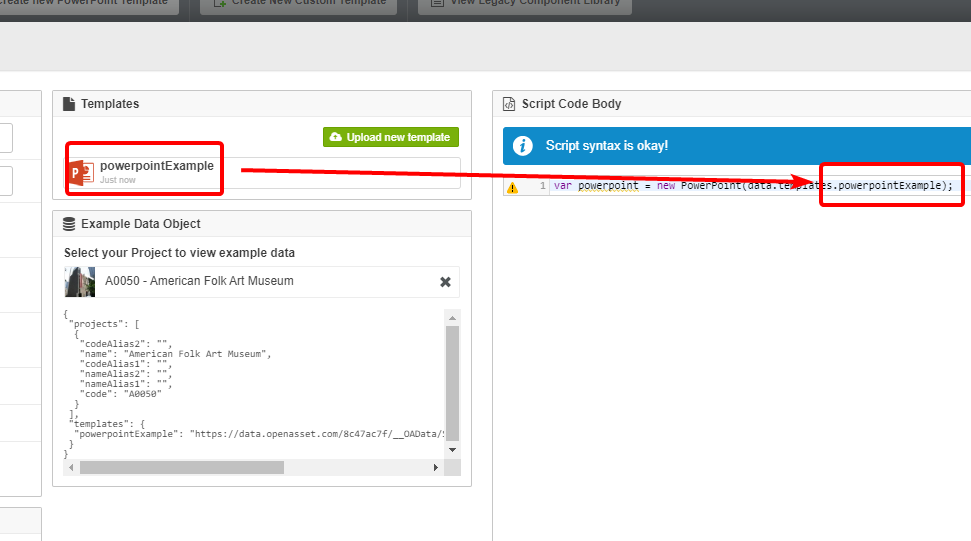 Create new PowerPoint Template
Create New Custom Template
View Legacy Component Library
Templates
Upload new template
powerpointExample
Just now
Example Data Object
Select your Project to view example data
A0050 - American Folk Art Museum
{
"projects": [
{
"codeAlias2": "",
"name": "American Folk Art Museum",
"codeAlias1": "",
"nameAlias2": "",
"nameAlias1": "",
"code": "A0050"
}
],
"templates": {
"powerpointExample": "https://data.openasset.com/8c47ac7f/__OAData/
}
}
Script Code Body
Script syntax is okay!
1 var powerpoint = new PowerPoint(data.templates.powerpointExample);